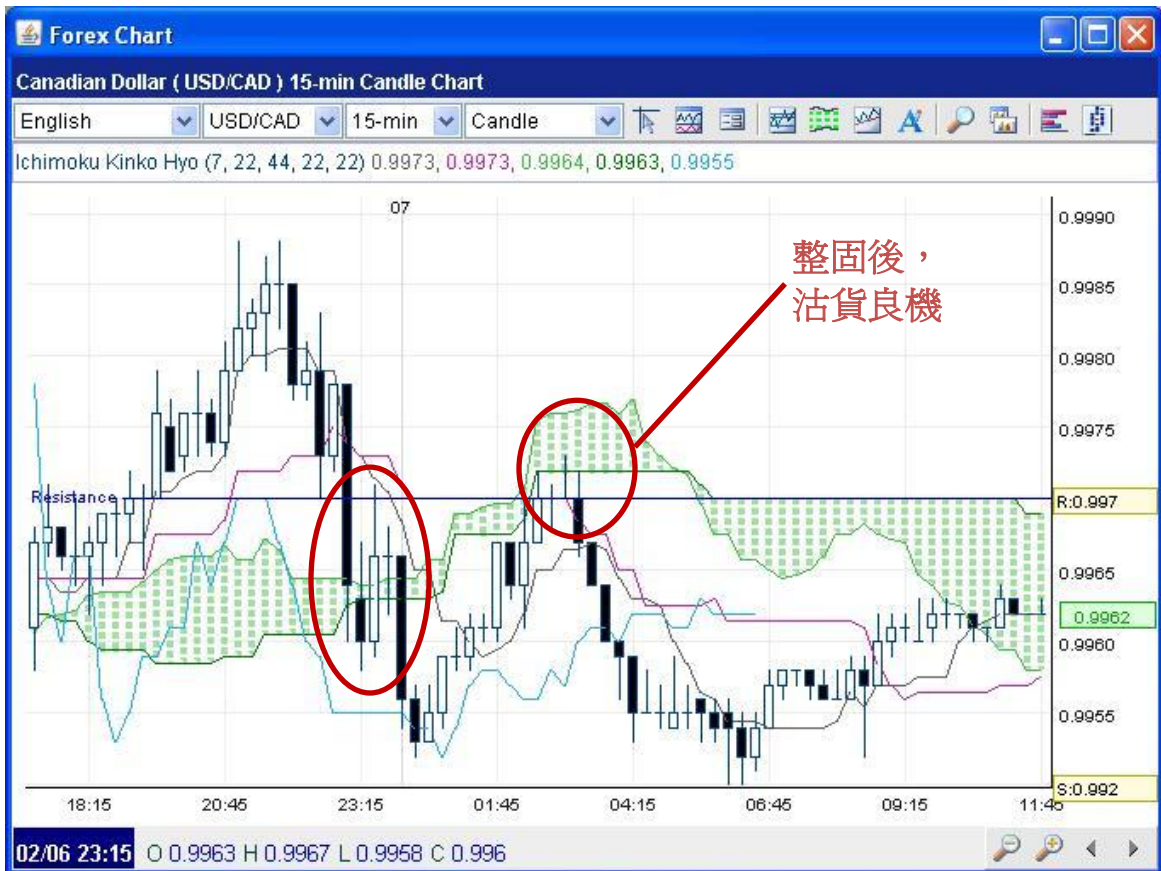 Forex Chart
Canadian Dollar ( USD/CAD ) 15-min Candle Chart
English USD/CAD 15-min Candle
Ichimoku Kinko Hyo (7, 22, 44, 22, 22) 0.9973, 0.9973, 0.9964, 0.9963, 0.9955
07
0.9990
整固後，
沽貨良機
0.9985
0.9980
0.9975
Resistance
R:0.997
0.9965
0.9962
0.9960
0.9955
S:0.992
18:15 20:45 23:15 01:45 04:15 06:45 09:15 11:45
02/06 23:15 O 0.9963 H 0.9967 L 0.9958 C 0.996